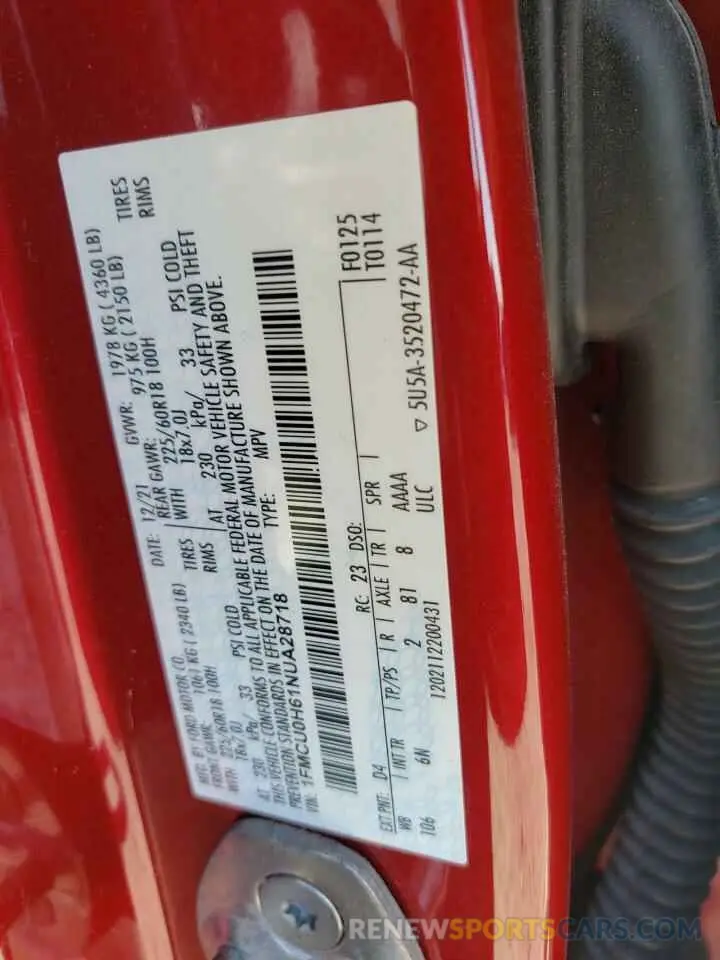 MFD. BY FORD MOTOR CO.
DATE: 12/21 GVWR: 1978 KG ( 4360 LB)
FRONT GAWR: 1061 KG ( 2340 LB) REAR GAWR: 975 KG ( 2150 LB)
WITH 225/60R18 100H TIRES WITH 225/60R18 100H TIRES
18x7.0J RIMS 18x7.0J RIMS
AT 230 kPa/ 33 PSI COLD AT 230 kPa/ 33 PSI COLD
THIS VEHICLE CONFORMS TO ALL APPLICABLE FEDERAL MOTOR VEHICLE SAFETY AND THEFT
PREVENTION STANDARDS IN EFFECT ON THE DATE OF MANUFACTURE SHOWN ABOVE.
VIN: 1FMCU0H61NUA28718 TYPE: MPV
F0125
T0114
EXT PNT: D4 RC: 23 DSO:
WB INT TR TP/PS R AXLE TR SPR
106 6N 2 81 8 AAAA
1202112200431 ULC
▽ 5U5A-3520472-AA
RENEWSPORTSCARS.COM